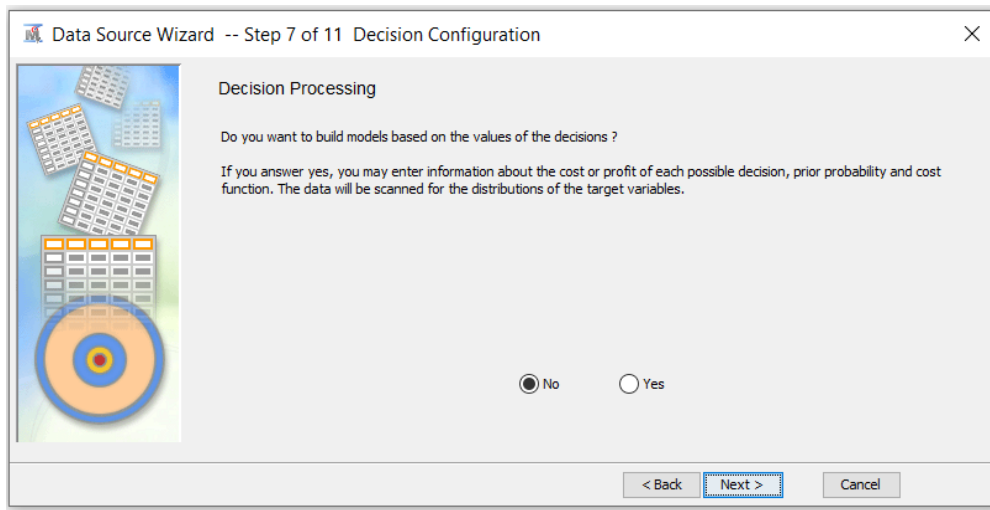 Data Source Wizard -- Step 7 of 11 Decision Configuration
Decision Processing
Do you want to build models based on the values of the decisions ?
If you answer yes, you may enter information about the cost or profit of each possible decision, prior probability and cost
function. The data will be scanned for the distributions of the target variables.
No Yes
< Back Next > Cancel